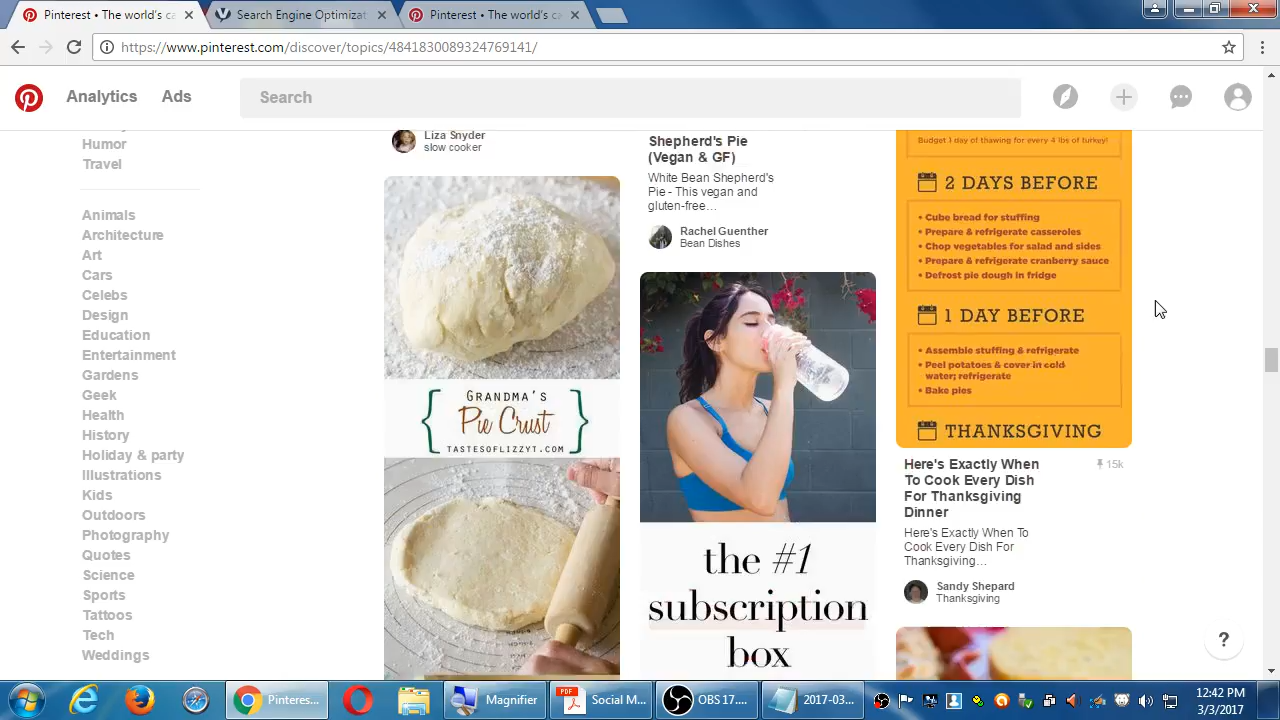 Pinterest • The world's ca
Search Engine Optimizat
Pinterest • The world's ca
https://www.pinterest.com/discover/topics/4841830089324769141/
Analytics
Ads
Search
Humor
Travel
Animals
Architecture
Art
Cars
Celebs
Design
Education
Entertainment
Gardens
Geek
Health
History
Holiday & party
Illustrations
Kids
Outdoors
Photography
Quotes
Science
Sports
Tattoos
Tech
Weddings
Liza Snyder
slow cooker
GRANDMA'S
Pie Crust
TASTESOFLIZZYT.COM
Shepherd's Pie
(Vegan & GF)
White Bean Shepherd's
Pie - This vegan and
gluten-free...
Rachel Guenther
Bean Dishes
the #1
subscription
box
Budget 1 day of thawing for every 4 lbs of turkey!
2 DAYS BEFORE
• Cube bread for stuffing
• Prepare & refrigerate casseroles
• Chop vegetables for salad and sides
• Prepare & refrigerate cranberry sauce
• Defrost pie dough in fridge
1 DAY BEFORE
• Assemble stuffing & refrigerate
• Peel potatoes & cover in cold
water; refrigerate
• Bake pies
THANKSGIVING
Here's Exactly When
To Cook Every Dish
For Thanksgiving
Dinner
15k
Here's Exactly When To
Cook Every Dish For
Thanksgiving...
Sandy Shepard
Thanksgiving
?
Pinteres...
Magnifier
PDF
Social M...
OBS 17....
2017-03...
12:42 PM
3/3/2017